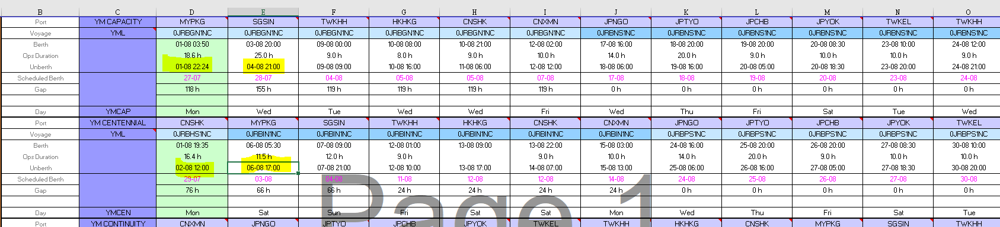 B C D E F G H I J K L M N O
Port YM CAPACITY MYPKG SGSIN TWKHH HKHKG CNSHK CNXMN JPNGO JPTYO JPCHB JPYOK TWKEL TWKHH
Voyage YML 0JRBGN1NC 0JRBGN1NC 0JRBGN1NC 0JRBGN1NC 0JRBGN1NC 0JRBGN1NC 0JRBNS1NC 0JRBNS1NC 0JRBNS1NC 0JRBNS1NC 0JRBNS1NC 0JRBNS1NC
Berth 01-08 03:50 03-08 20:00 09-08 00:00 10-08 08:00 10-08 21:00 12-08 02:00 17-08 16:00 18-08 20:00 19-08 20:00 20-08 08:30 23-08 10:00 24-08 12:00
Ops Duration 18.6 h 25.0 h 9.0 h 8.0 h 9.0 h 10.0 h 14.0 h 20.0 h 9.0 h 10.0 h 10.0 h 9.0 h
Unberth 01-08 22:24 04-08 21:00 09-08 09:00 10-08 16:00 11-08 06:00 12-08 12:00 18-08 06:00 19-08 16:00 20-08 05:00 20-08 18:30 23-08 20:00 24-08 21:00
Scheduled Berth 27-07 28-07 04-08 05-08 05-08 07-08 17-08 18-08 19-08 20-08 23-08 24-08
Gap 118 h 155 h 119 h 119 h 119 h 119 h 0 h 0 h 0 h 0 h 0 h 0 h
Day YMCAP Mon Wed Tue Wed Wed Fri Wed Thu Fri Sat Tue Wed
Port YM CENTENNIAL CNSHK MYPKG SGSIN TWKHH HKHKG CNSHK CNXMN JPNGO JPTYO JPCHB JPYOK TWKEL
Voyage YML 0JRBHS1NC 0JRBIN1NC 0JRBIN1NC 0JRBIN1NC 0JRBIN1NC 0JRBIN1NC 0JRBIN1NC 0JRBPS1NC 0JRBPS1NC 0JRBPS1NC 0JRBPS1NC 0JRBPS1NC
Berth 01-08 19:35 06-08 05:30 07-08 09:00 12-08 01:00 13-08 09:00 13-08 22:00 15-08 03:00 24-08 16:00 25-08 20:00 26-08 20:00 27-08 08:30 30-08 10:00
Ops Duration 16.4 h 11.5 h 12.0 h 9.0 h 9.0 h 10.0 h 14.0 h 20.0 h 9.0 h 10.0 h 10.0 h
Unberth 02-08 12:00 06-08 17:00 07-08 21:00 12-08 10:00 13-08 17:00 14-08 07:00 15-08 13:00 25-08 06:00 26-08 16:00 27-08 05:00 27-08 18:30 30-08 20:00
Scheduled Berth 29-07 03-08 04-08 11-08 12-08 12-08 14-08 24-08 25-08 26-08 27-08 30-08
Gap 76 h 66 h 66 h 24 h 24 h 24 h 24 h 0 h 0 h 0 h 0 h 0 h
Page 1
Day YMCEN Mon Sat Sun Fri Sat Sat Mon Wed Thu Fri Sat Tue
Port YM CONTINUITY CNXMN JPNGO JPTYO JPCHB JPYOK TWKEL TWKHH HKHKG CNSHK MYPKG SGSIN TWKHH